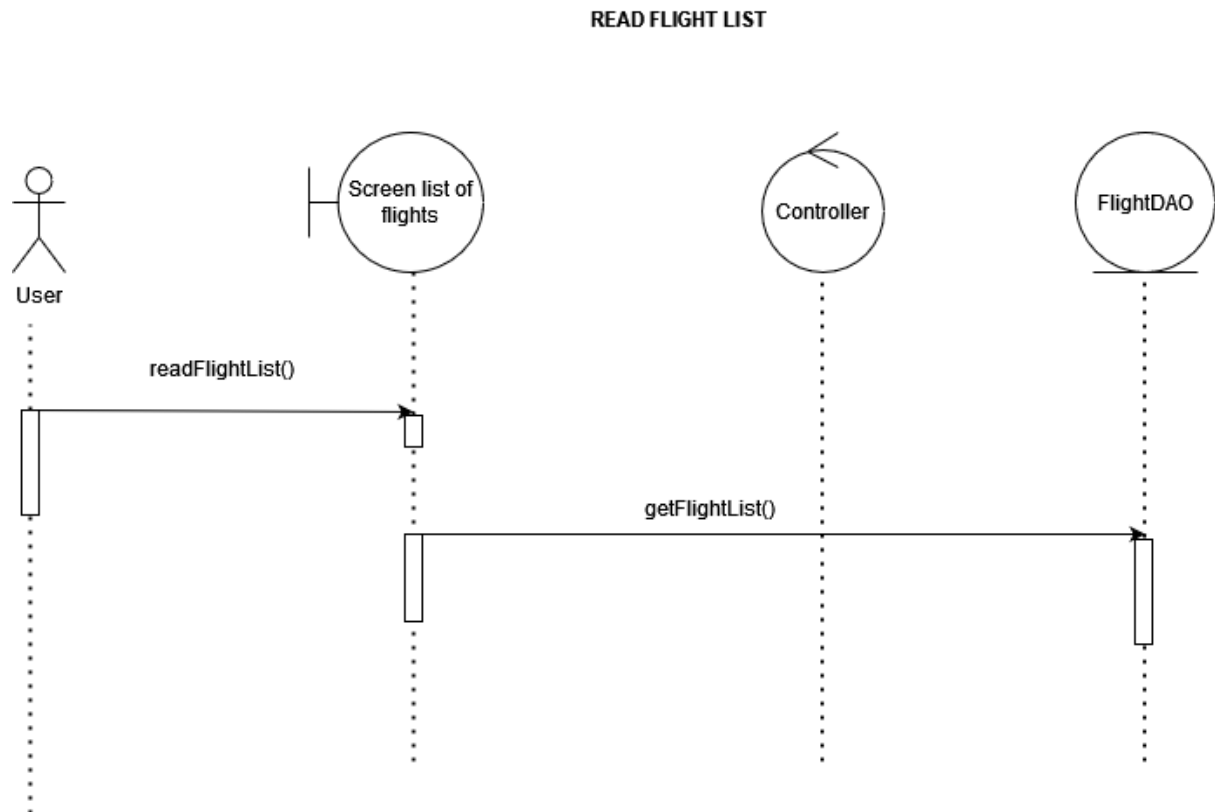 READ FLIGHT LIST
Screen list of
flights
Controller
FlightDAO
User
readFlightList()
getFlightList()